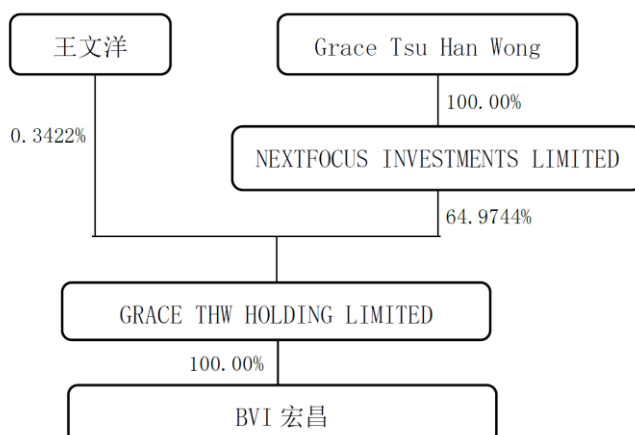 王文洋
Grace Tsu Han Wong
100.00%
0.3422%
NEXTFOCUS INVESTMENTS LIMITED
64.9744%
GRACE THW HOLDING LIMITED
100.00%
BVI 宏昌